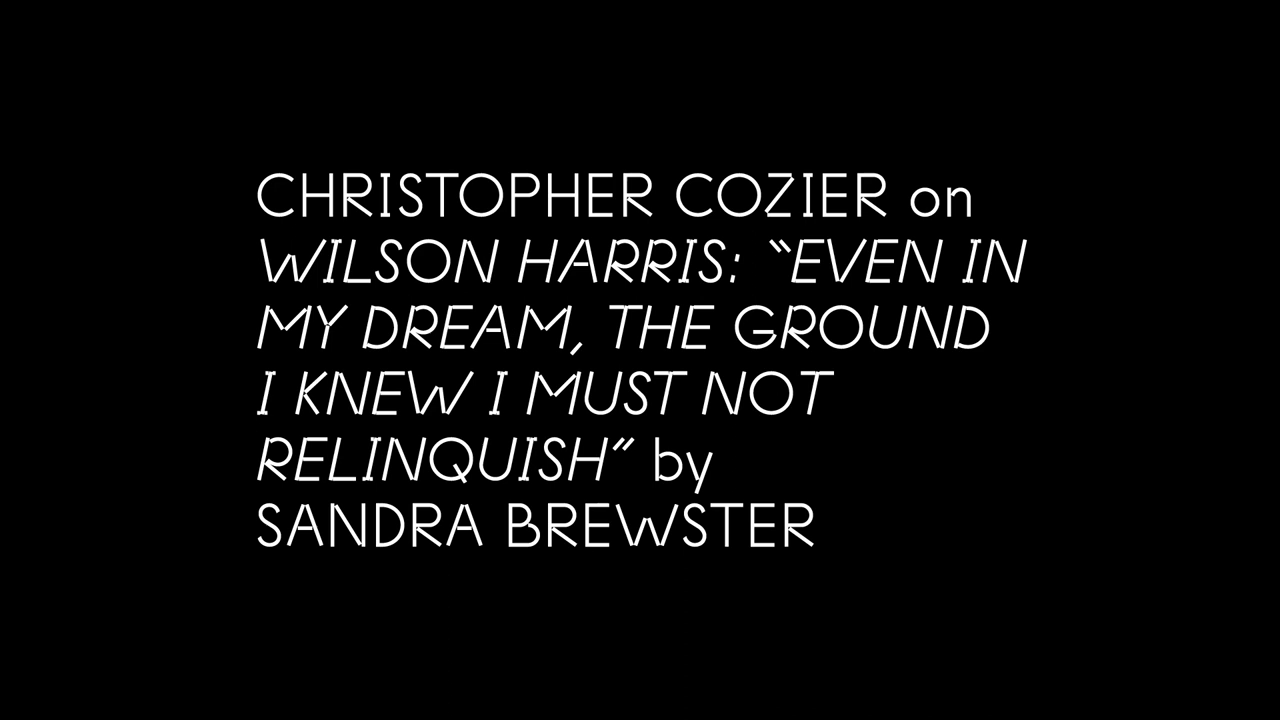 CHRISTOPHER COZIER on
WILSON HARRIS: “EVEN IN
MY DREAM, THE GROUND
I KNEW I MUST NOT
RELINQUISH” by
SANDRA BREWSTER